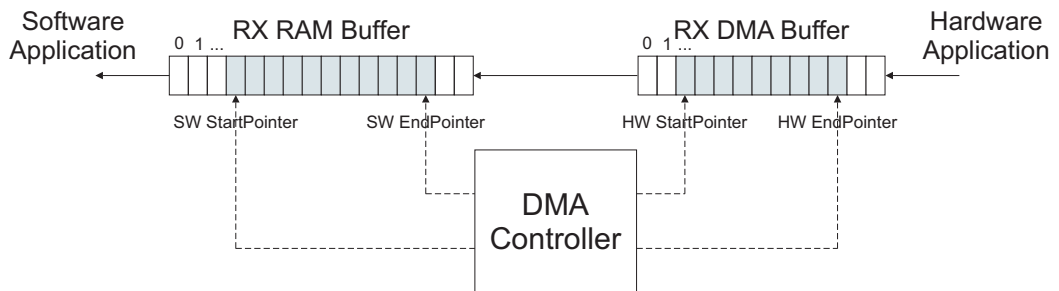 Software
Application
RX RAM Buffer
RX DMA Buffer
Hardware
Application
0 1 ...
0 1 ...
SW StartPointer
SW EndPointer
HW StartPointer
HW EndPointer
DMA
Controller